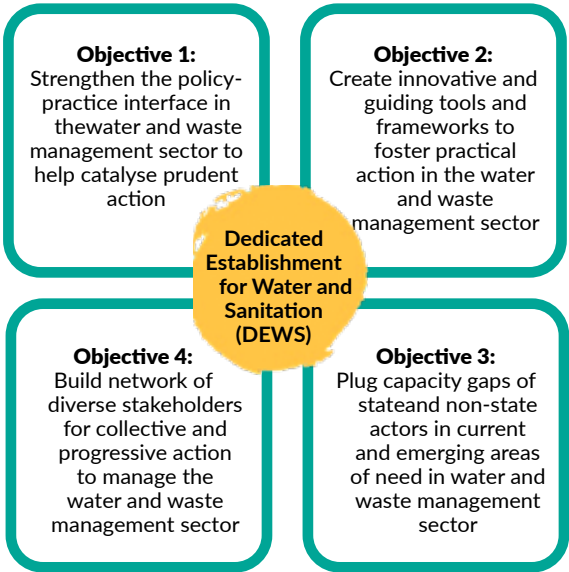 Objective 1:
Strengthen the policy-
practice interface in
thewater and waste
management sector to
help catalyse prudent
action
Objective 2:
Create innovative and
guiding tools and
frameworks to
foster practical
action in the water
and waste
management sector
Dedicated
Establishment
for Water and
Sanitation
(DEWS)
Objective 4:
Build network of
diverse stakeholders
for collective and
progressive action
to manage the
water and waste
management sector
Objective 3:
Plug capacity gaps of
stateand non-state
actors in current
and emerging areas
of need in water and
waste management
sector